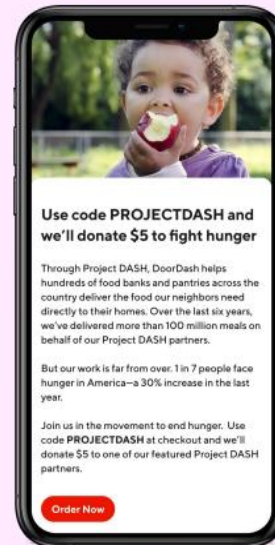 Use code PROJECTDASH and
we'll donate $5 to fight hunger
Through Project DASH, DoorDash helps
hundreds of food banks and pantries across the
country deliver the food our neighbors need
directly to their homes. Over the last six years,
we've delivered more than 100 million meals on
behalf of our Project DASH partners.
But our work is far from over. 1 in 7 people face
hunger in America—a 30% increase in the last
year.
Join us in the movement to end hunger. Use
code PROJECTDASH at checkout and we'll
donate $5 to one of our featured Project DASH
partners.
Order Now